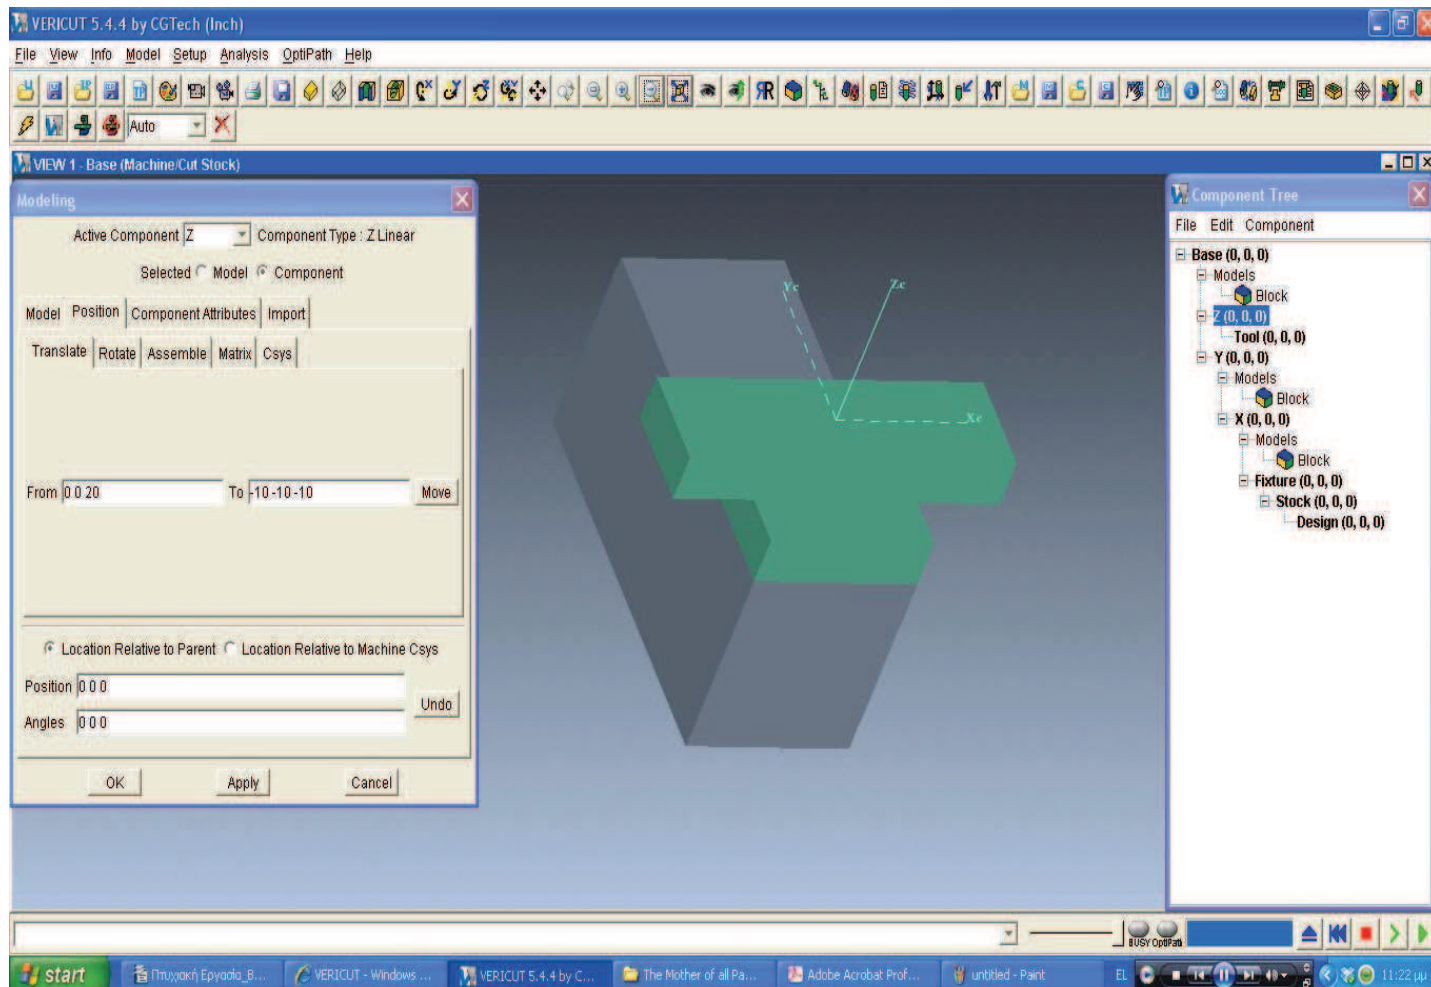 VERICUT 5.4.4 by CGTech (Inch)
File View Info Model Setup Analysis OptiPath Help
Auto
VIEW 1 - Base (Machine/Cut Stock)
Modeling
Active Component Z Component Type : Z Linear
Selected Model Component
Model Position Component Attributes Import
Translate Rotate Assemble Matrix Csys
From 0 0 20 To -10 -10 -10 Move
Location Relative to Parent Location Relative to Machine Csys
Position 0 0 0
Undo
Angles 0 0 0
OK Apply Cancel
Yc Zc
Xc
Component Tree
File Edit Component
Base (0, 0, 0)
Models
Block
Z (0, 0, 0)
Tool (0, 0, 0)
Y (0, 0, 0)
Models
Block
X (0, 0, 0)
Models
Block
Fixture (0, 0, 0)
Stock (0, 0, 0)
Design (0, 0, 0)
BUSY OptiPath
start Πτυχιακή Εργασία_Β... VERICUT - Windows ... VERICUT 5.4.4 by C... The Mother of all Pa... Adobe Acrobat Prof... untitled - Paint EL 11:22 μμ